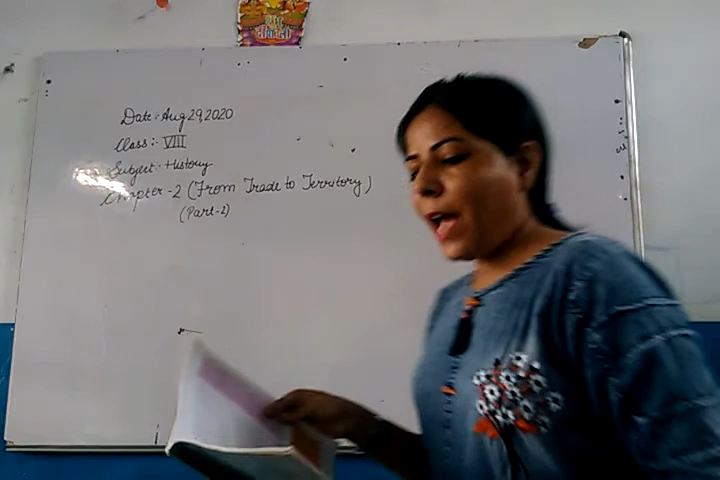 Date:- Aug 29, 2020
Class:- VIII
Subject:- History
Chapter -2 (From Trade to Territory)
(Part-2)